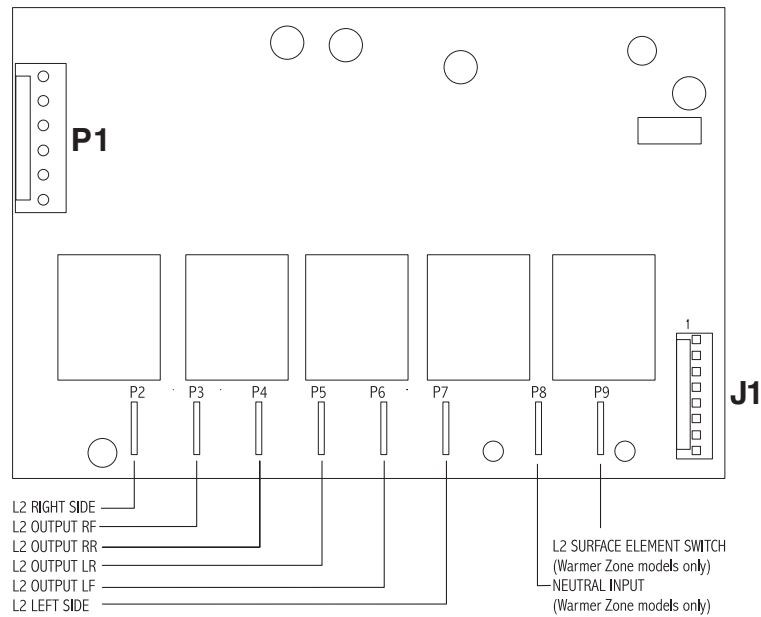 P1
1
J1
P2
P3
P4
P5
P6
P7
P8
P9
L2 RIGHT SIDE
L2 OUTPUT RF
L2 OUTPUT RR
L2 OUTPUT LR
L2 OUTPUT LF
L2 LEFT SIDE
L2 SURFACE ELEMENT SWITCH
(Warmer Zone models only)
NEUTRAL INPUT
(Warmer Zone models only)